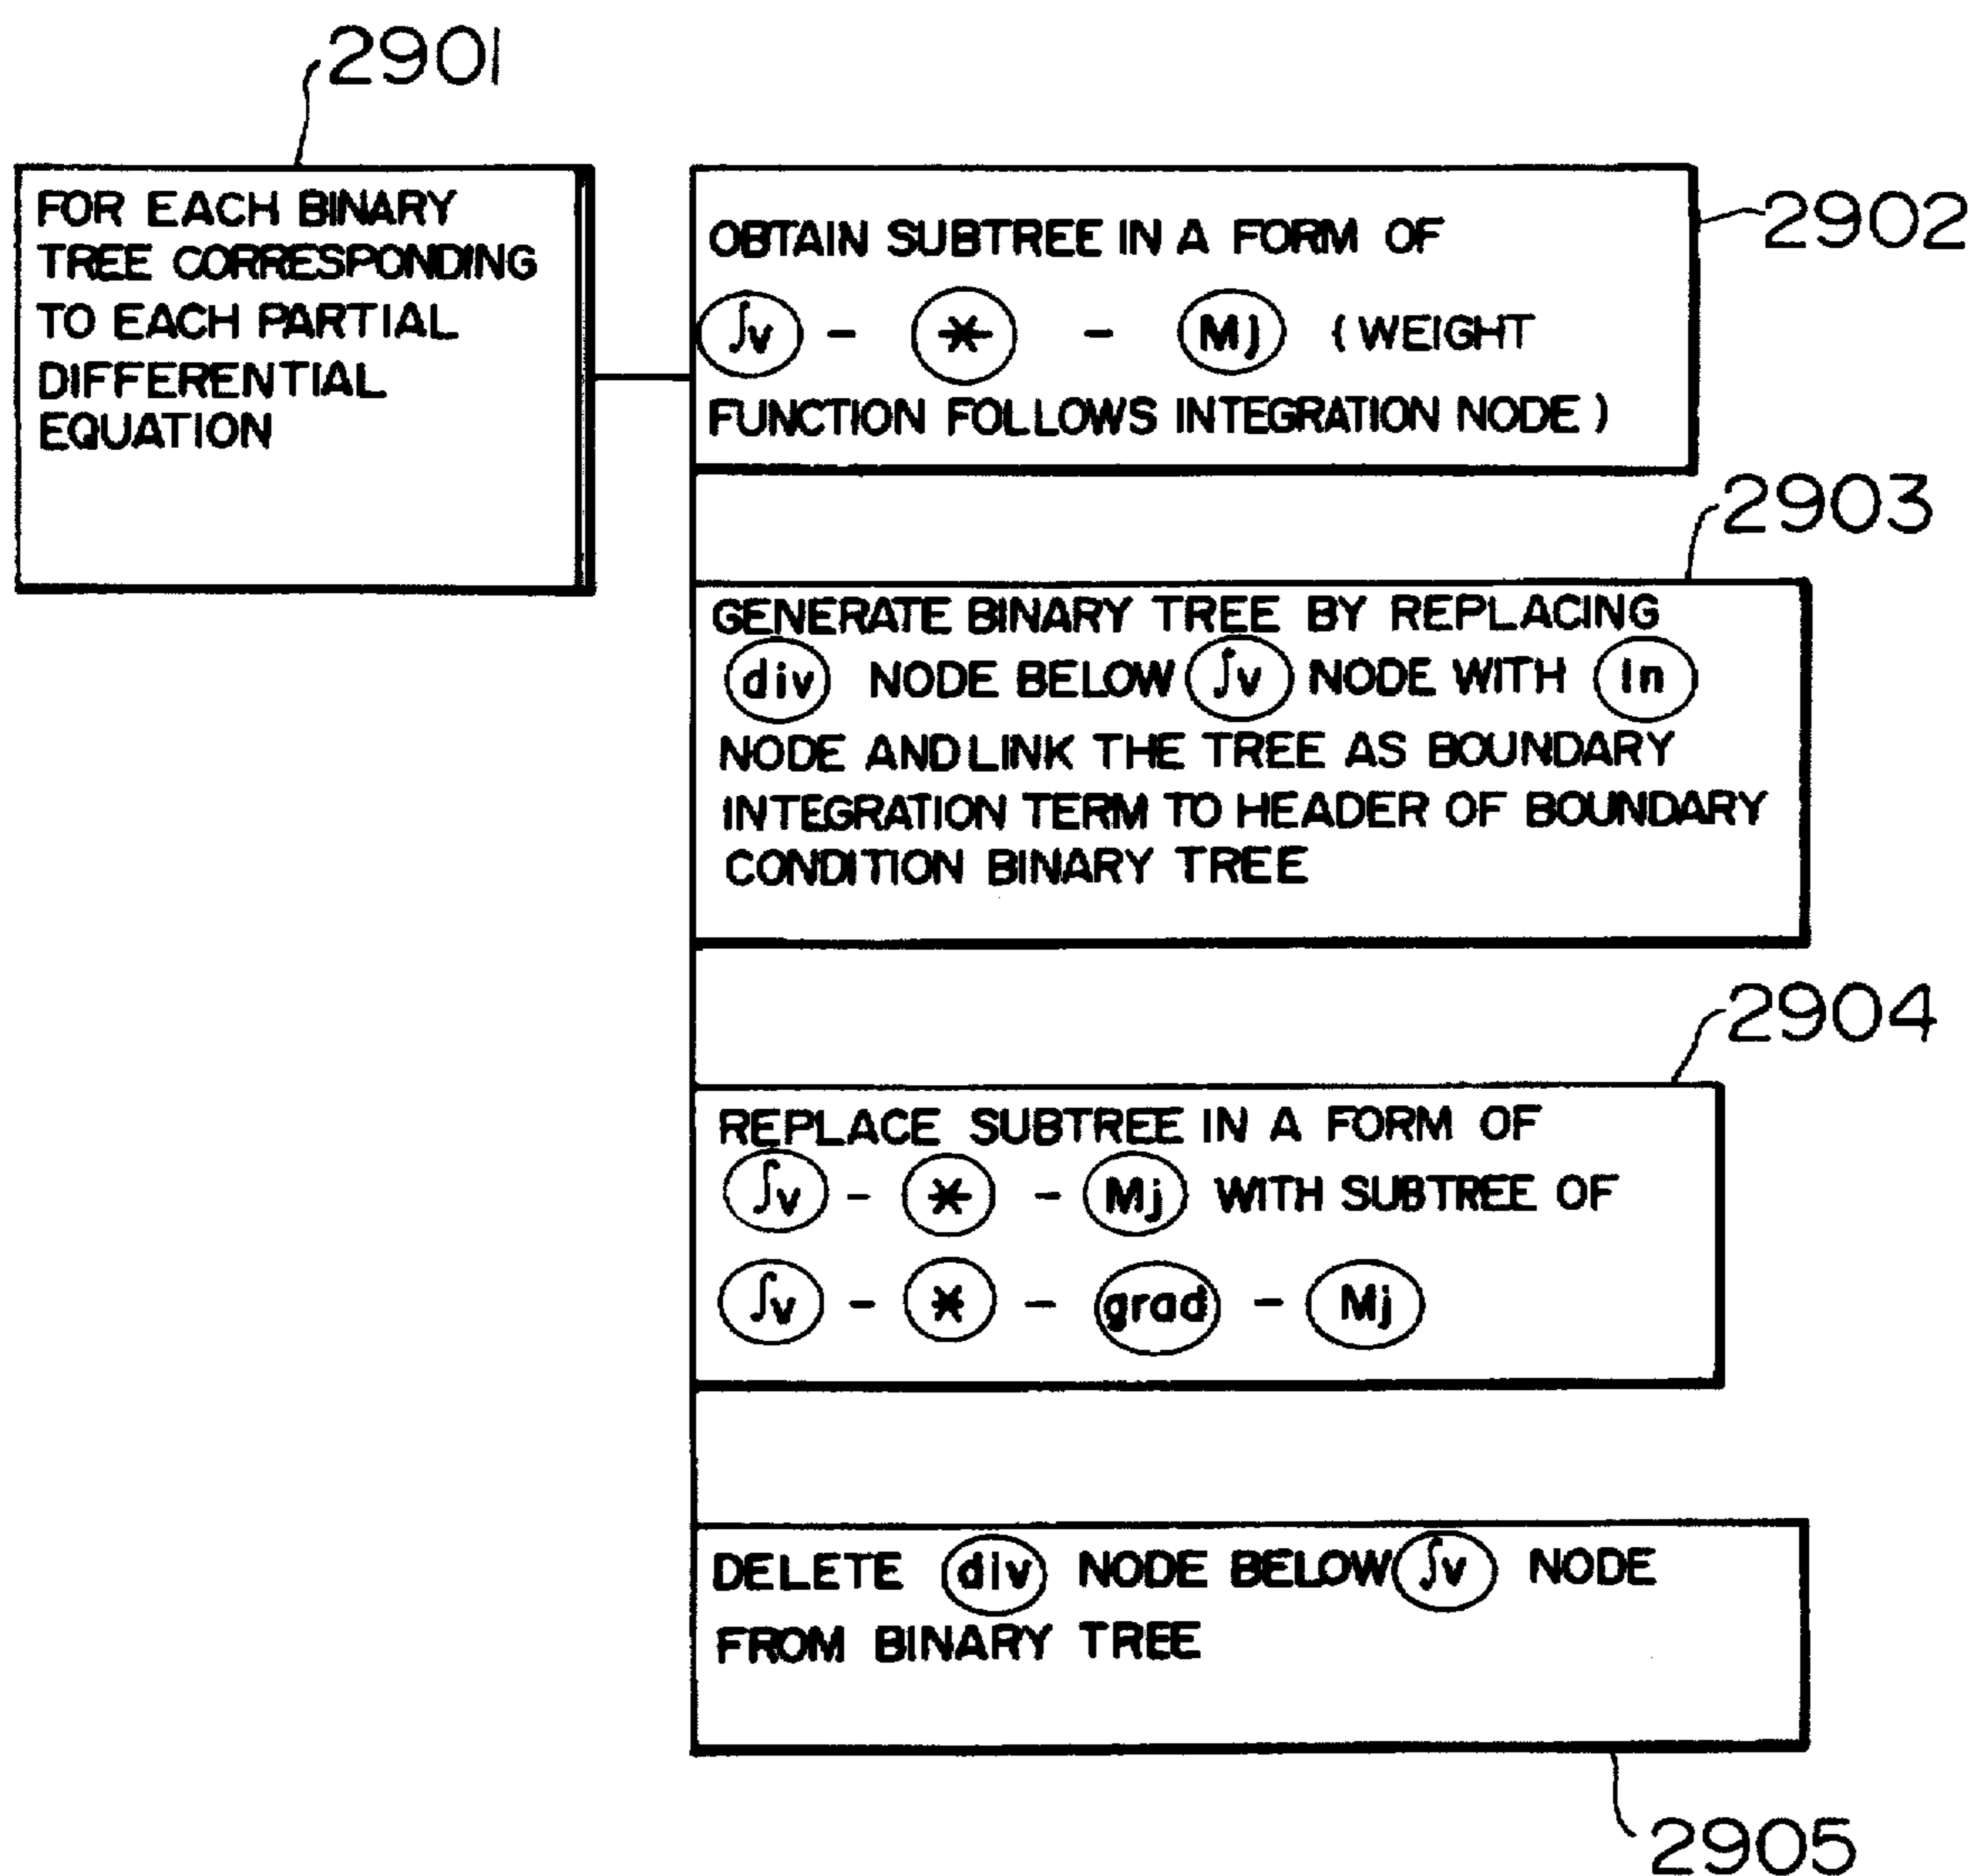 2901
FOR EACH BINARY
TREE CORRESPONDING
TO EACH PARTIAL
DIFFERENTIAL
EQUATION
2902
OBTAIN SUBTREE IN A FORM OF
∫v - * - Mj (WEIGHT
FUNCTION FOLLOWS INTEGRATION NODE)
2903
GENERATE BINARY TREE BY REPLACING
div NODE BELOW ∫v NODE WITH ln
NODE AND LINK THE TREE AS BOUNDARY
INTEGRATION TERM TO HEADER OF BOUNDARY
CONDITION BINARY TREE
2904
REPLACE SUBTREE IN A FORM OF
∫v - * - Mj WITH SUBTREE OF
∫v - * - grad - Mj
DELETE div NODE BELOW ∫v NODE
FROM BINARY TREE
2905